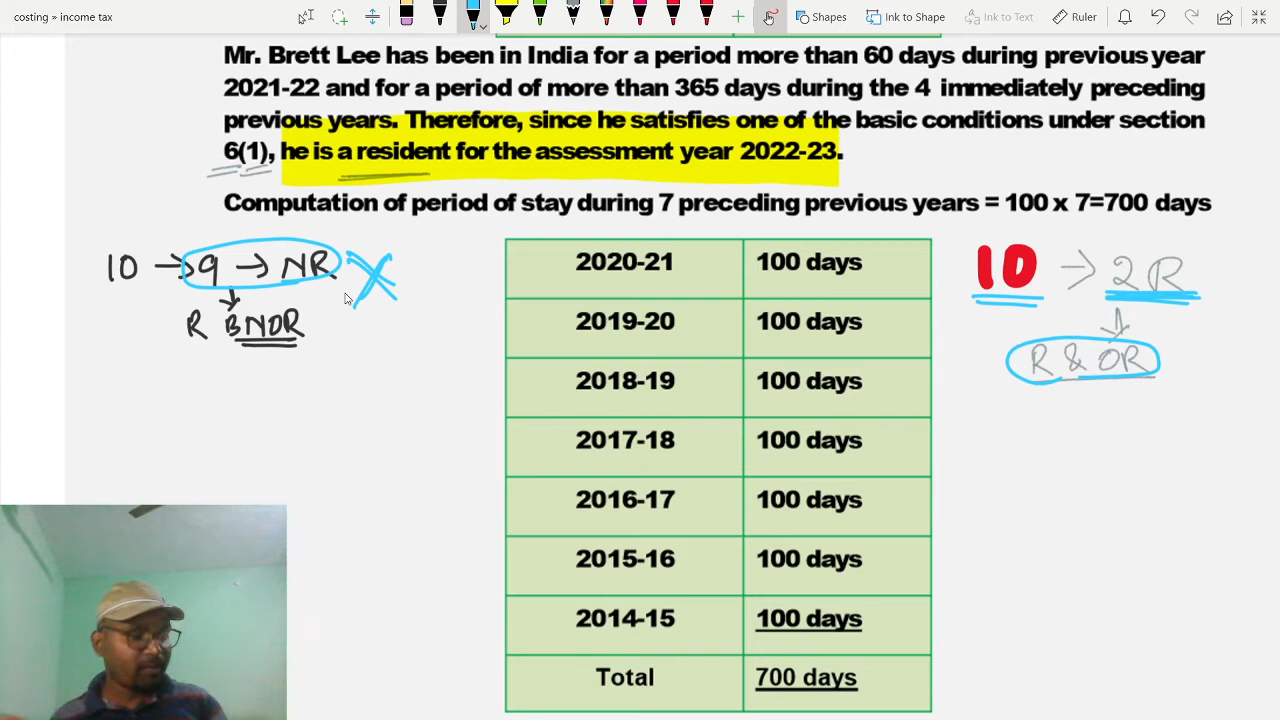 costing » income tax
Shapes
Ink to Shape
Ink to Text
Ruler
Mr. Brett Lee has been in India for a period more than 60 days during previous year
2021-22 and for a period of more than 365 days during the 4 immediately preceding
previous years. Therefore, since he satisfies one of the basic conditions under section
6(1), he is a resident for the assessment year 2022-23.
Computation of period of stay during 7 preceding previous years = 100 x 7=700 days
10 → 9 → NR X
R BNOR
2020-21 100 days
2019-20 100 days
2018-19 100 days
2017-18 100 days
2016-17 100 days
2015-16 100 days
2014-15 100 days
Total 700 days
10 → 2R
R & OR